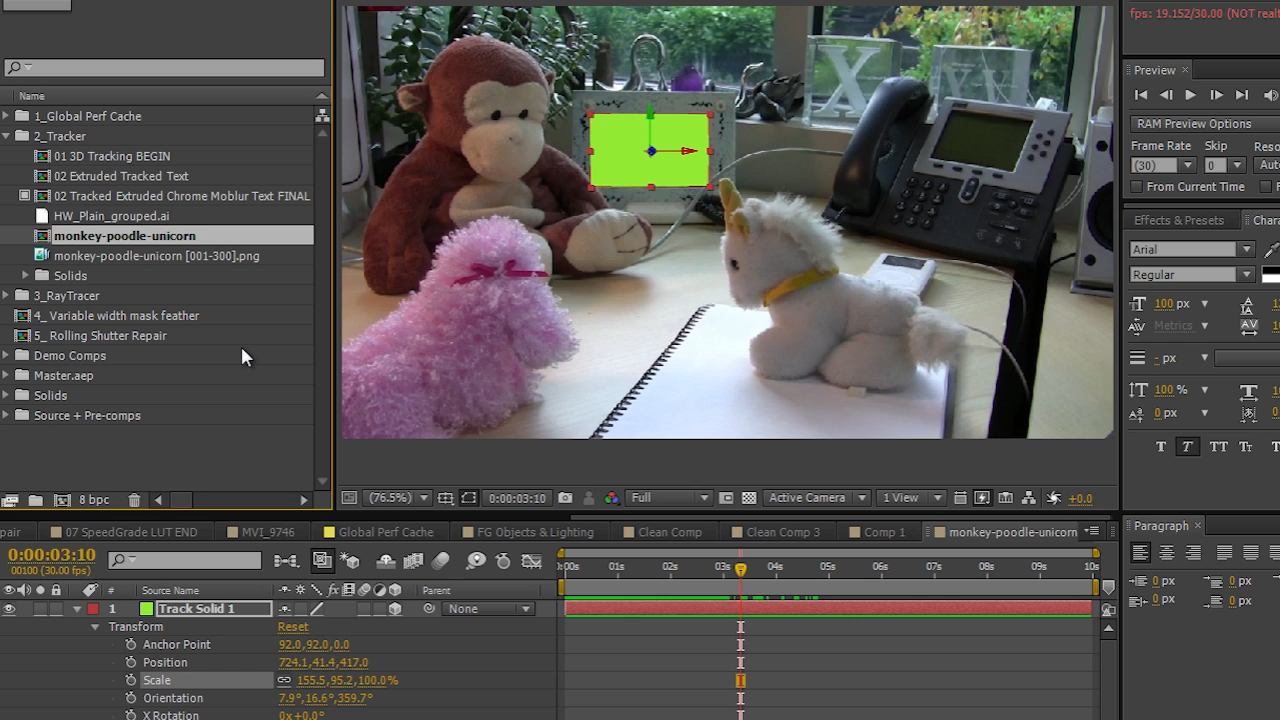 fps: 19.152/30.00 (NOT realt
Name
1_Global Perf Cache
2_Tracker
01 3D Tracking BEGIN
02 Extruded Tracked Text
02 Tracked Extruded Chrome Moblur Text FINAL
HW_Plain_grouped.ai
monkey-poodle-unicorn
monkey-poodle-unicorn [001-300].png
Solids
3_RayTracer
4_ Variable width mask feather
5_ Rolling Shutter Repair
Demo Comps
Master.aep
Solids
Source + Pre-comps
8 bpc
X
(76.5%)
0:00:03:10
Full
Active Camera
1 View
+0.0
Preview
RAM Preview Options
Frame Rate Skip Reso
(30) 0 Aut
From Current Time
Effects & Presets Char
Arial
Regular
100 px
Metrics
- px
100 %
0 px
T T TT Tt
Paragraph
0 px 0 px
0 px 0 px
pair 07 SpeedGrade LUT END MVI_9746 Global Perf Cache FG Objects & Lighting Clean Comp Clean Comp 3 Comp 1 monkey-poodle-unicorn
0:00:03:10
00100 (30.00 fps)
:00s 01s 02s 03s 04s 05s 06s 07s 08s 09s 10s
# Source Name fx Parent
1 Track Solid 1 None
Transform Reset
Anchor Point 92.0,92.0,0.0
Position 724.1,41.4,417.0
Scale 155.5,95.2,100.0%
Orientation 7.9°,16.6°,359.7°
X Rotation 0x+0.0°